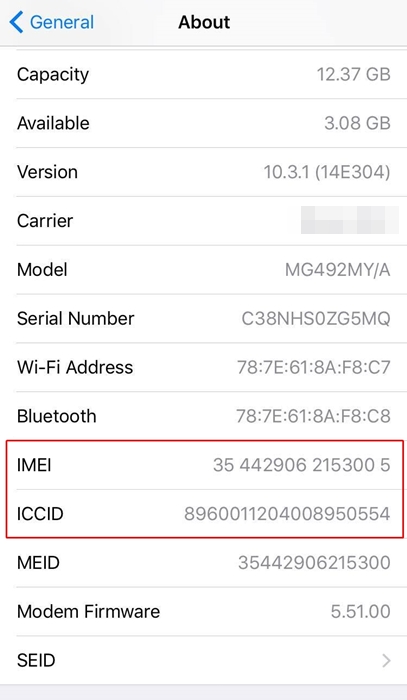 General About
Capacity 12.37 GB
Available 3.08 GB
Version 10.3.1 (14E304)
Carrier
Model MG492MY/A
Serial Number C38NHS0ZG5MQ
Wi-Fi Address 78:7E:61:8A:F8:C7
Bluetooth 78:7E:61:8A:F8:C8
IMEI 35 442906 215300 5
ICCID 8960011204008950554
MEID 35442906215300
Modem Firmware 5.51.00
SEID